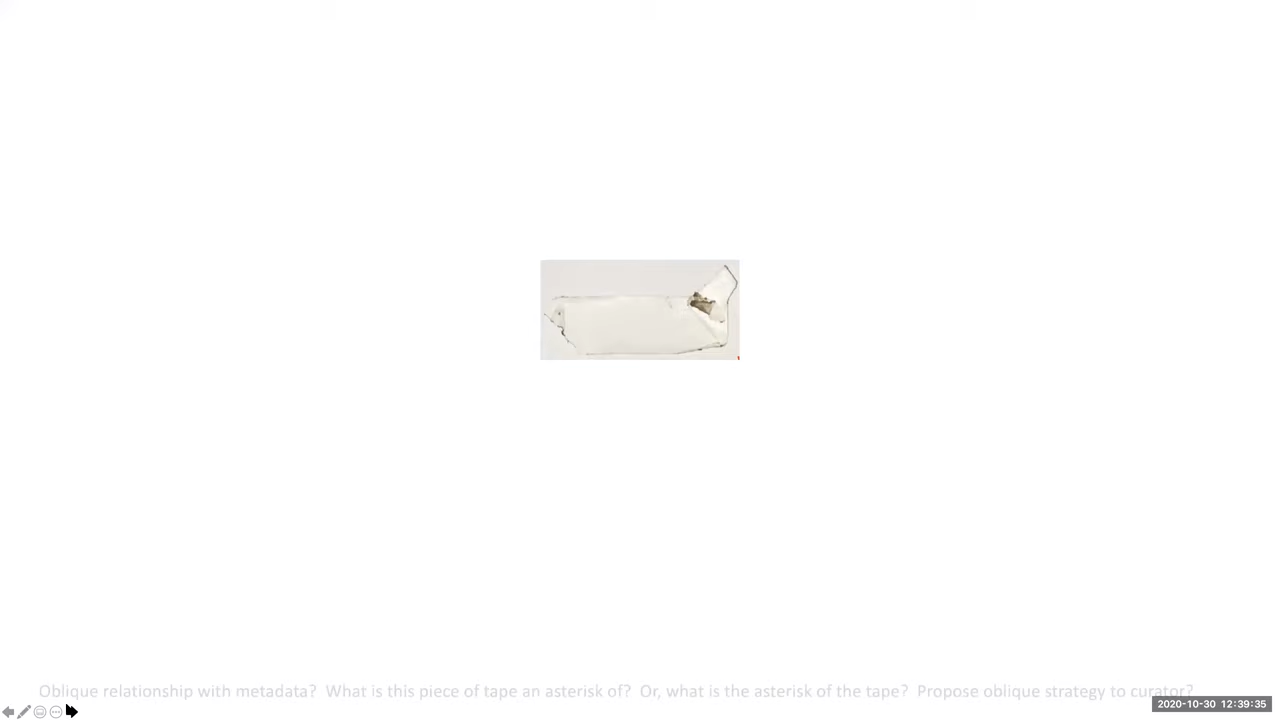 Oblique relationship with metadata?  What is this piece of tape an asterisk of?  Or, what is the asterisk of the tape?  Propose oblique strategy to curator?
2020-10-30 12:39:35